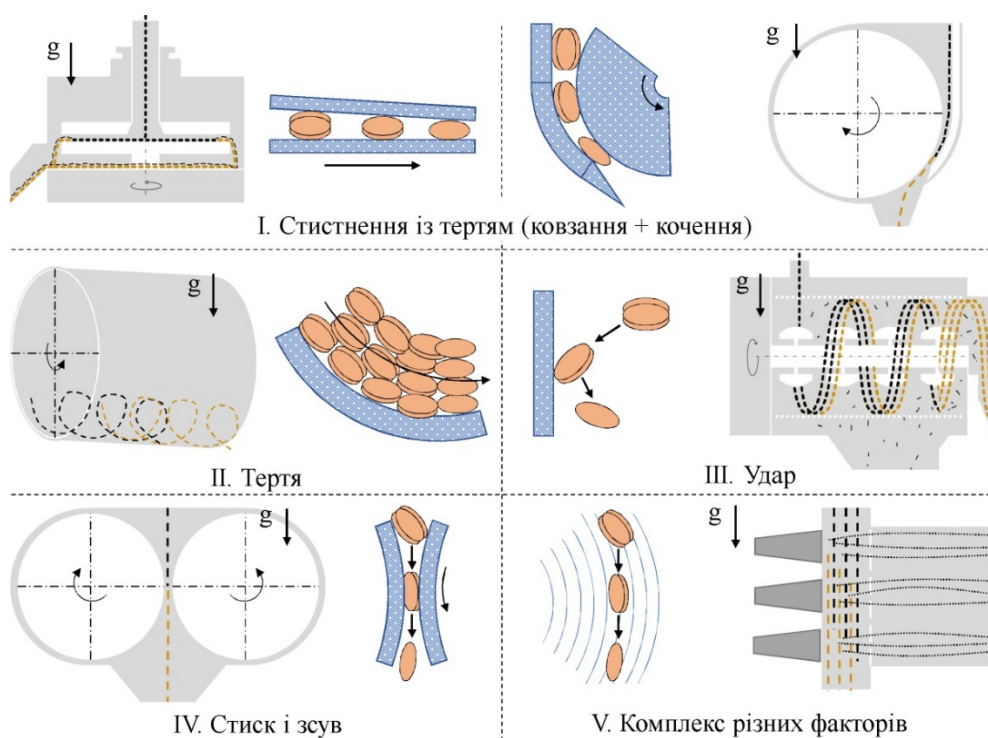 g
g
I. Стистнення із тертям (ковзання + кочення)
g
g
II. Тертя
III. Удар
g
g
IV. Стиск і зсув
V. Комплекс різних факторів